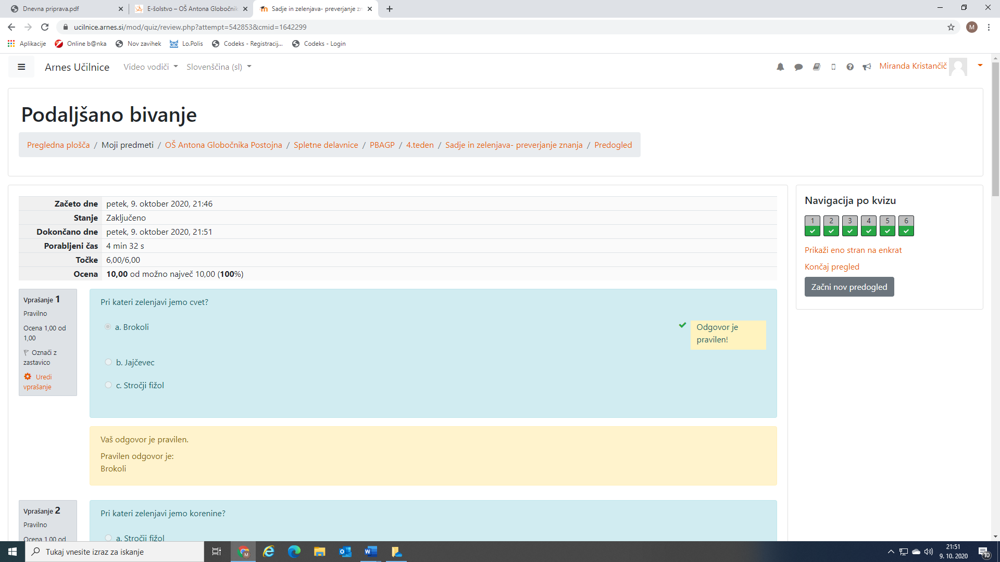 Dnevna priprava.pdf
E-šolstvo – OŠ Antona Globočnik
Sadje in zelenjava- preverjanje zn
ucilnice.arnes.si/mod/quiz/review.php?attempt=542853&cmid=1642299
M
Aplikacije
Online b@nka
Nov zavihek
Lo.Polis
Codeks - Registracij...
Codeks - Login
Arnes Učilnice
Video vodiči
Slovenščina (sl)
Miranda Kristančič
Podaljšano bivanje
Pregledna plošča / Moji predmeti / OŠ Antona Globočnika Postojna / Spletne delavnice / PBAGP / 4.teden / Sadje in zelenjava- preverjanje znanja / Predogled
Začeto dne petek, 9. oktober 2020, 21:46
Stanje Zaključeno
Dokončano dne petek, 9. oktober 2020, 21:51
Porabljeni čas 4 min 32 s
Točke 6,00/6,00
Ocena 10,00 od možno največ 10,00 (100%)
Navigacija po kvizu
1 2 3 4 5 6
Prikaži eno stran na enkrat
Končaj pregled
Začni nov predogled
Vprašanje 1
Pravilno
Ocena 1,00 od
1,00
Označi z
zastavico
Uredi
vprašanje
Pri kateri zelenjavi jemo cvet?
a. Brokoli
Odgovor je
pravilen!
b. Jajčevec
c. Stročji fižol
Vaš odgovor je pravilen.
Pravilen odgovor je:
Brokoli
Vprašanje 2
Pravilno
Ocena 1,00 od
Pri kateri zelenjavi jemo korenine?
a. Stročji fižol
Tukaj vnesite izraz za iskanje
M
21:51
9. 10. 2020
10